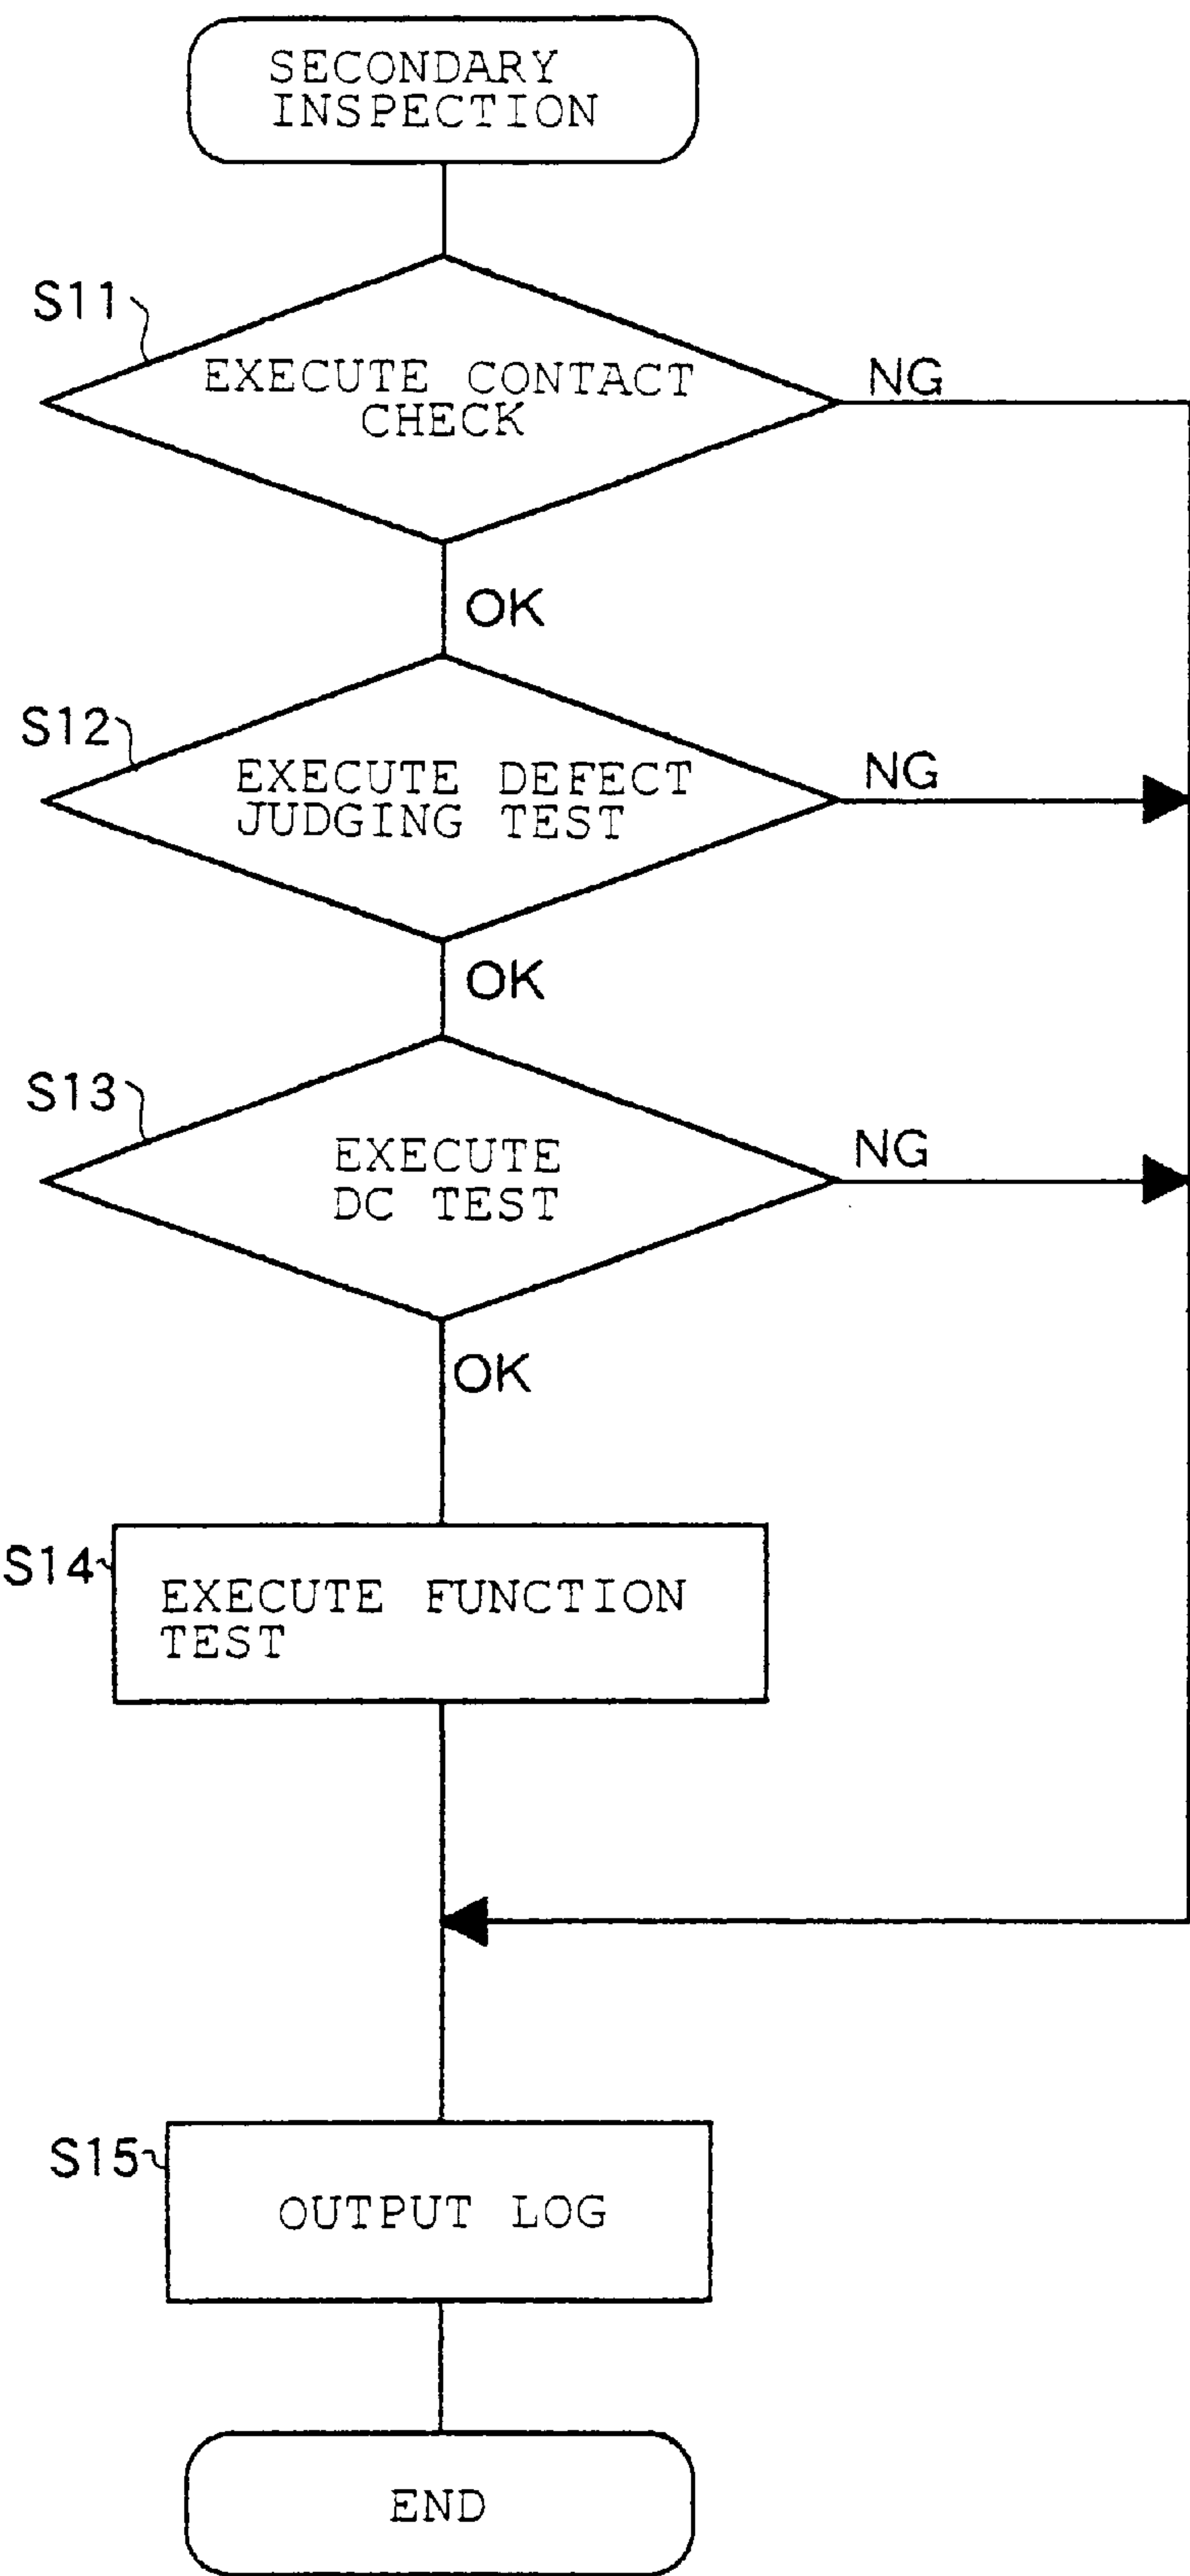 SECONDARY
INSPECTION
S11
EXECUTE CONTACT
CHECK
NG
OK
S12
EXECUTE DEFECT
JUDGING TEST
NG
OK
S13
EXECUTE
DC TEST
NG
OK
S14
EXECUTE FUNCTION
TEST
S15
OUTPUT LOG
END